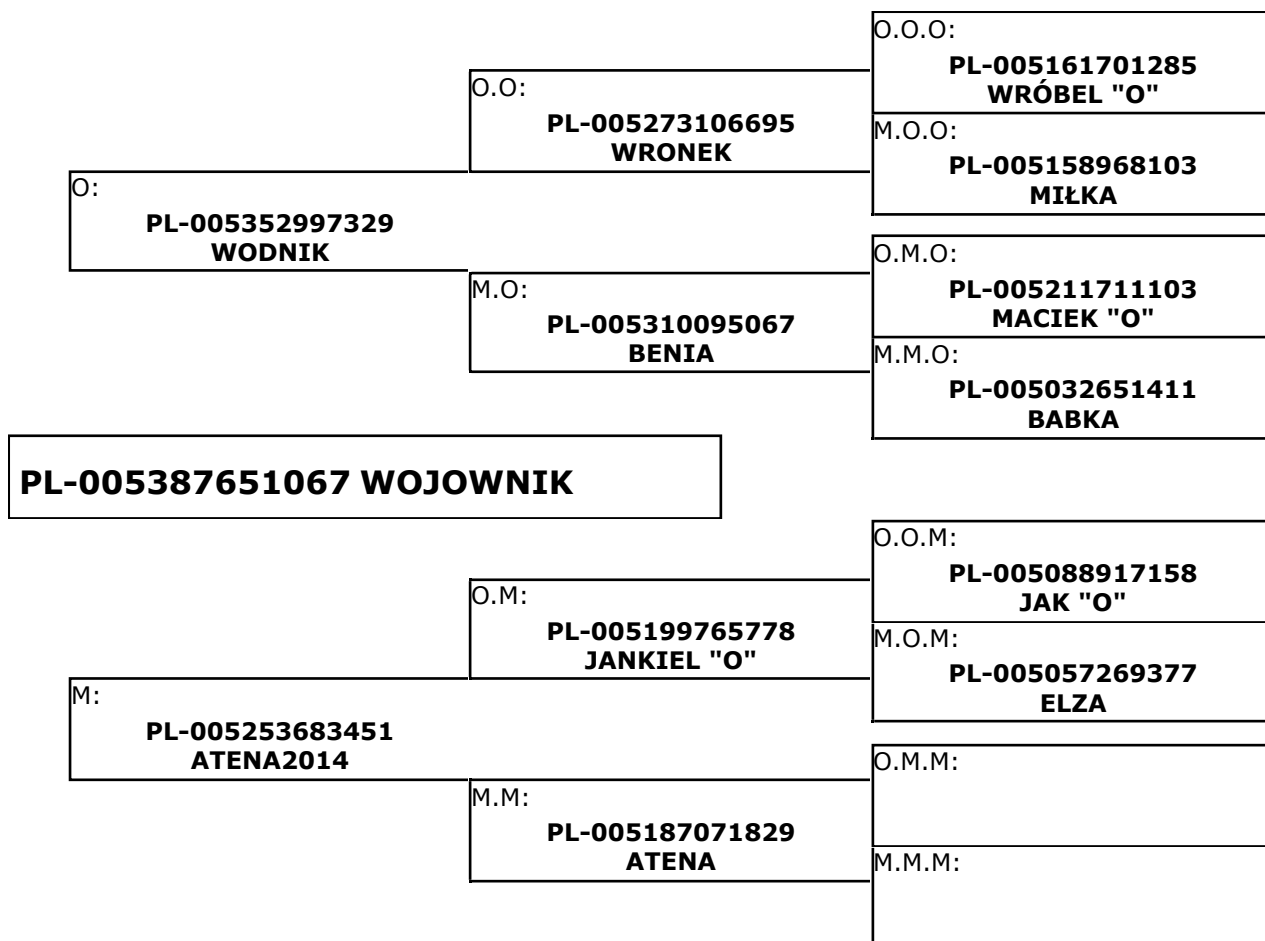 O.O.O:
PL-005161701285
WRÓBEL "O"
O.O:
PL-005273106695
WRONEK
M.O.O:
PL-005158968103
MIŁKA
O:
PL-005352997329
WODNIK
O.M.O:
PL-005211711103
MACIEK "O"
M.O:
PL-005310095067
BENIA
M.M.O:
PL-005032651411
BABKA
PL-005387651067 WOJOWNIK
O.O.M:
PL-005088917158
JAK "O"
O.M:
PL-005199765778
JANKIEL "O"
M.O.M:
PL-005057269377
ELZA
M:
PL-005253683451
ATENA2014
O.M.M:
M.M:
PL-005187071829
ATENA
M.M.M: